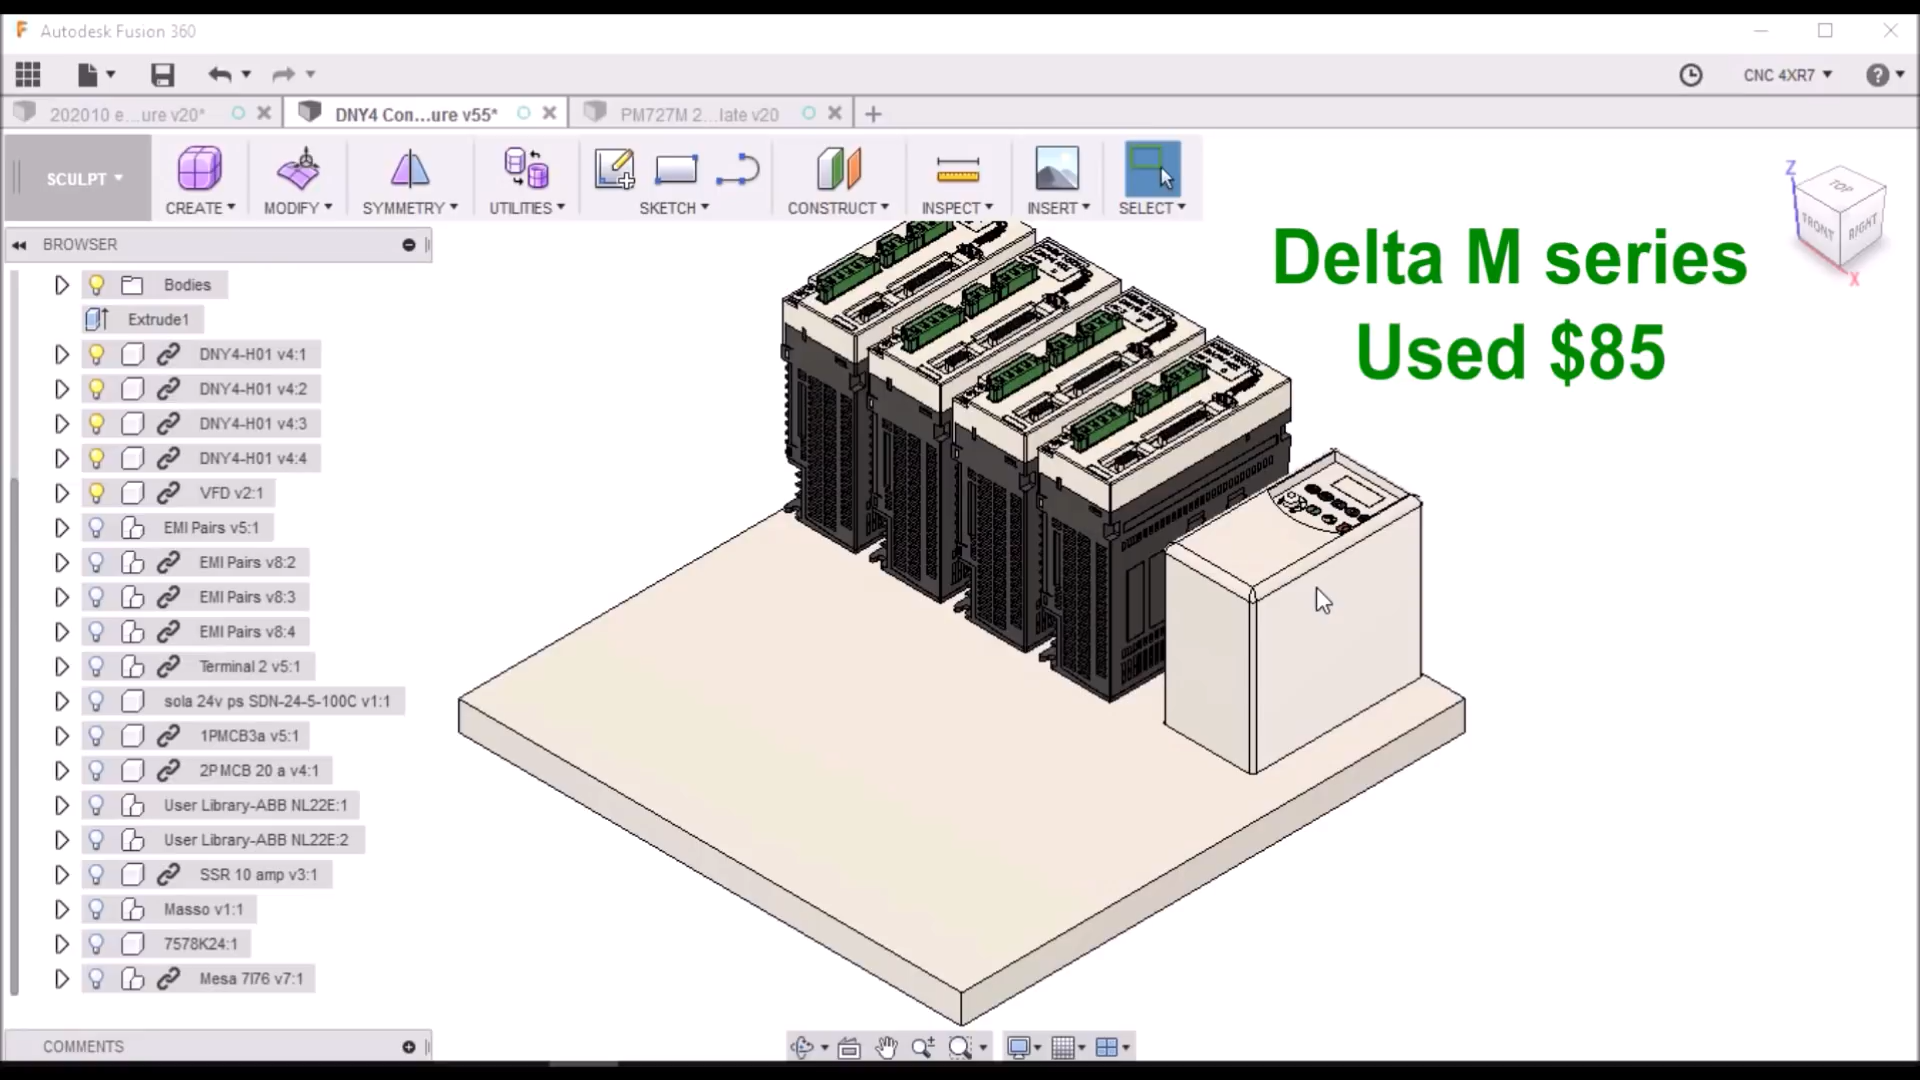 Autodesk Fusion 360
CNC 4XR7
202010 e...ure v20*
DNY4 Con...ure v55*
PM727M 2...late v20
SCULPT
CREATE
MODIFY
SYMMETRY
UTILITIES
SKETCH
CONSTRUCT
INSPECT
INSERT
SELECT
BROWSER
Bodies
Extrude1
DNY4-H01 v4:1
DNY4-H01 v4:2
DNY4-H01 v4:3
DNY4-H01 v4:4
VFD v2:1
EMI Pairs v5:1
EMI Pairs v8:2
EMI Pairs v8:3
EMI Pairs v8:4
Terminal 2 v5:1
sola 24v ps SDN-24-5-100C v1:1
1PMCB3a v5:1
2PMCB 20 a v4:1
User Library-ABB NL22E:1
User Library-ABB NL22E:2
SSR 10 amp v3:1
Masso v1:1
7578K24:1
Mesa 7I76 v7:1
COMMENTS
Delta M series
Used $85
Z
TOP
FRONT
RIGHT
X